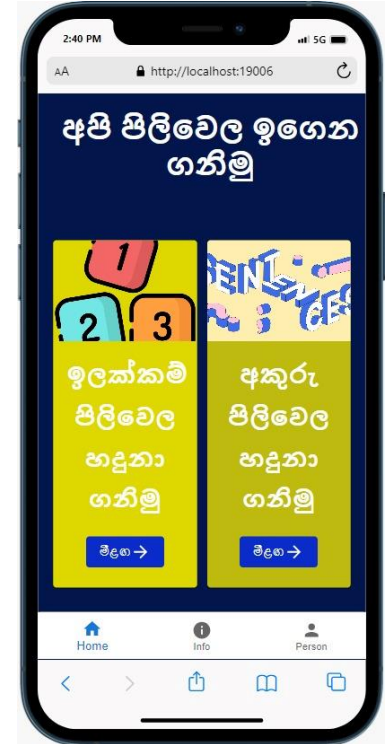 2:40 PM
5G
AA
http://localhost:19006
අපි පිලිවෙල ඉගෙන
ගනිමු
1
2
3
SENTENCES
ඉලක්කම්
පිලිවෙල
හදුනා
ගනිමු
මීළඟ
අකුරු
පිලිවෙල
හදුනා
ගනිමු
මීළඟ
Home
Info
Person